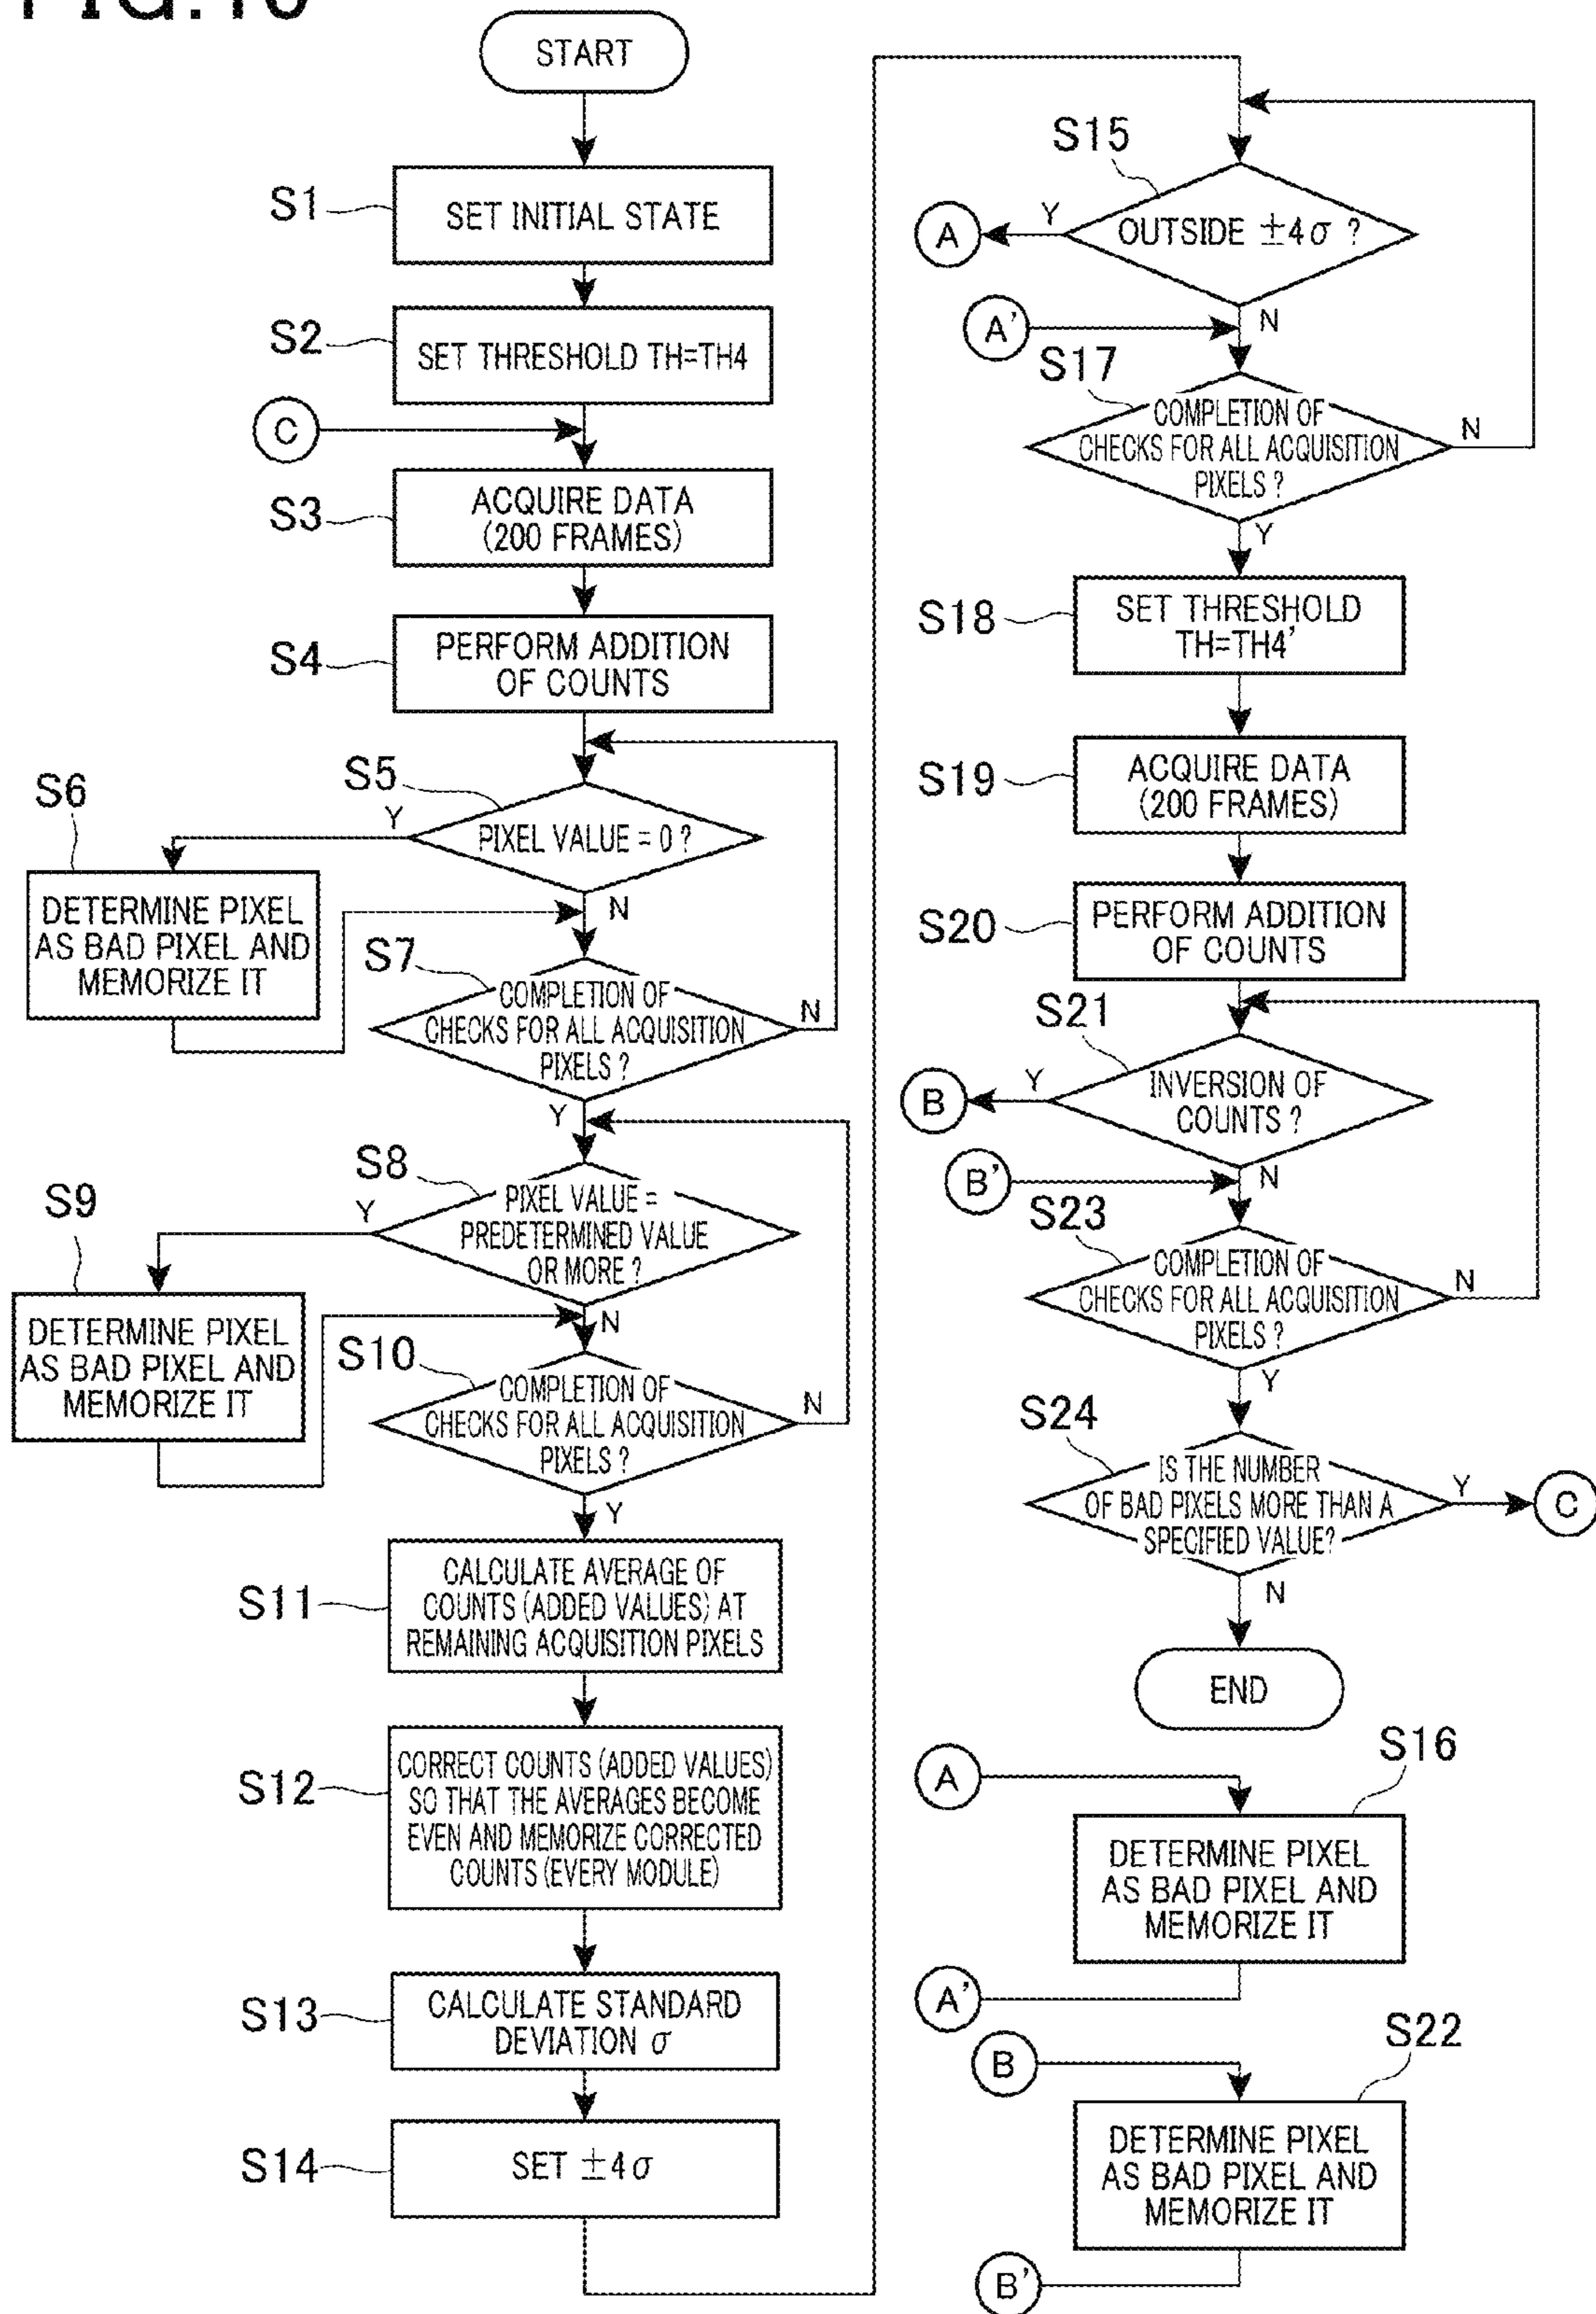 START
S1
SET INITIAL STATE
S2
SET THRESHOLD TH=TH4
C
S3
ACQUIRE DATA
(200 FRAMES)
S4
PERFORM ADDITION
OF COUNTS
S5
PIXEL VALUE = 0 ?
Y
N
S6
DETERMINE PIXEL
AS BAD PIXEL AND
MEMORIZE IT
S7
COMPLETION OF
CHECKS FOR ALL ACQUISITION
PIXELS ?
N
Y
S8
PIXEL VALUE =
PREDETERMINED VALUE
OR MORE ?
Y
N
S9
DETERMINE PIXEL
AS BAD PIXEL AND
MEMORIZE IT
S10
COMPLETION OF
CHECKS FOR ALL ACQUISITION
PIXELS ?
N
Y
S11
CALCULATE AVERAGE OF
COUNTS (ADDED VALUES) AT
REMAINING ACQUISITION PIXELS
S12
CORRECT COUNTS (ADDED VALUES)
SO THAT THE AVERAGES BECOME
EVEN AND MEMORIZE CORRECTED
COUNTS (EVERY MODULE)
S13
CALCULATE STANDARD
DEVIATION σ
S14
SET ±4σ
S15
OUTSIDE ±4σ ?
Y
A
N
A'
S17
COMPLETION OF
CHECKS FOR ALL ACQUISITION
PIXELS ?
N
Y
S18
SET THRESHOLD
TH=TH4'
S19
ACQUIRE DATA
(200 FRAMES)
S20
PERFORM ADDITION
OF COUNTS
S21
INVERSION OF
COUNTS ?
Y
B
N
B'
S23
COMPLETION OF
CHECKS FOR ALL ACQUISITION
PIXELS ?
N
Y
S24
IS THE NUMBER
OF BAD PIXELS MORE THAN A
SPECIFIED VALUE?
Y
C
N
END
A
S16
DETERMINE PIXEL
AS BAD PIXEL AND
MEMORIZE IT
A'
B
S22
DETERMINE PIXEL
AS BAD PIXEL AND
MEMORIZE IT
B'